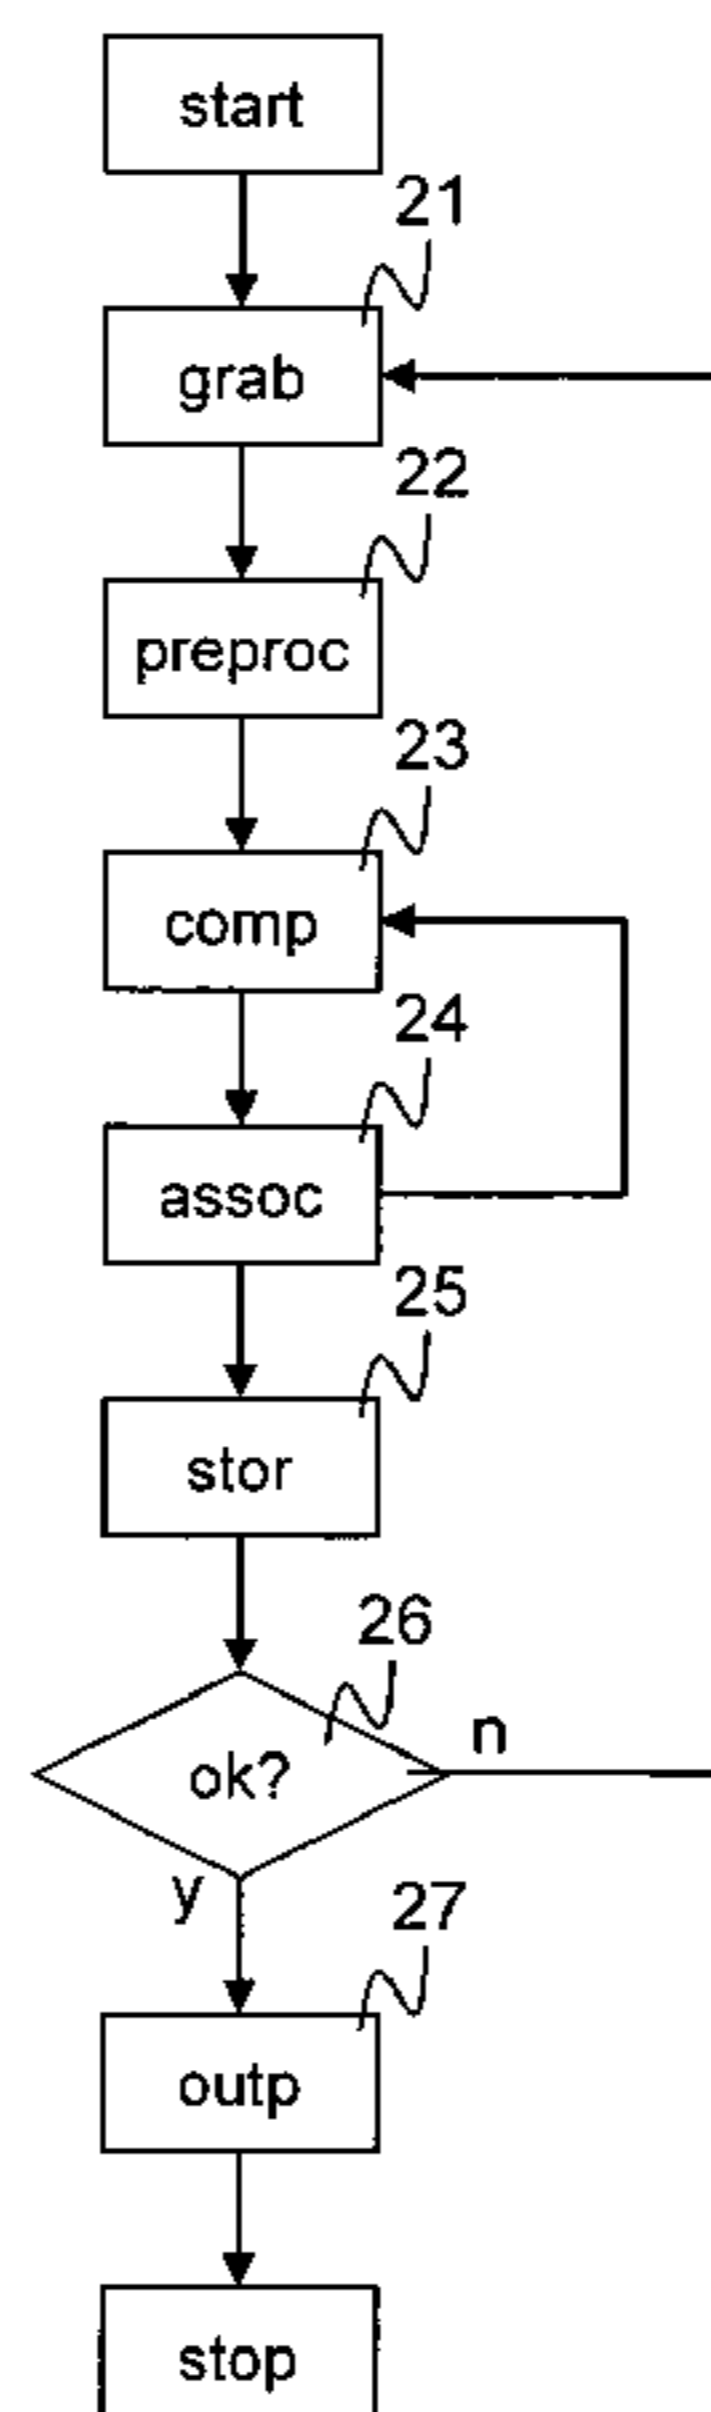 start
21
grab
22
preproc
23
comp
24
assoc
25
stor
26
ok?
n
y
27
outp
stop